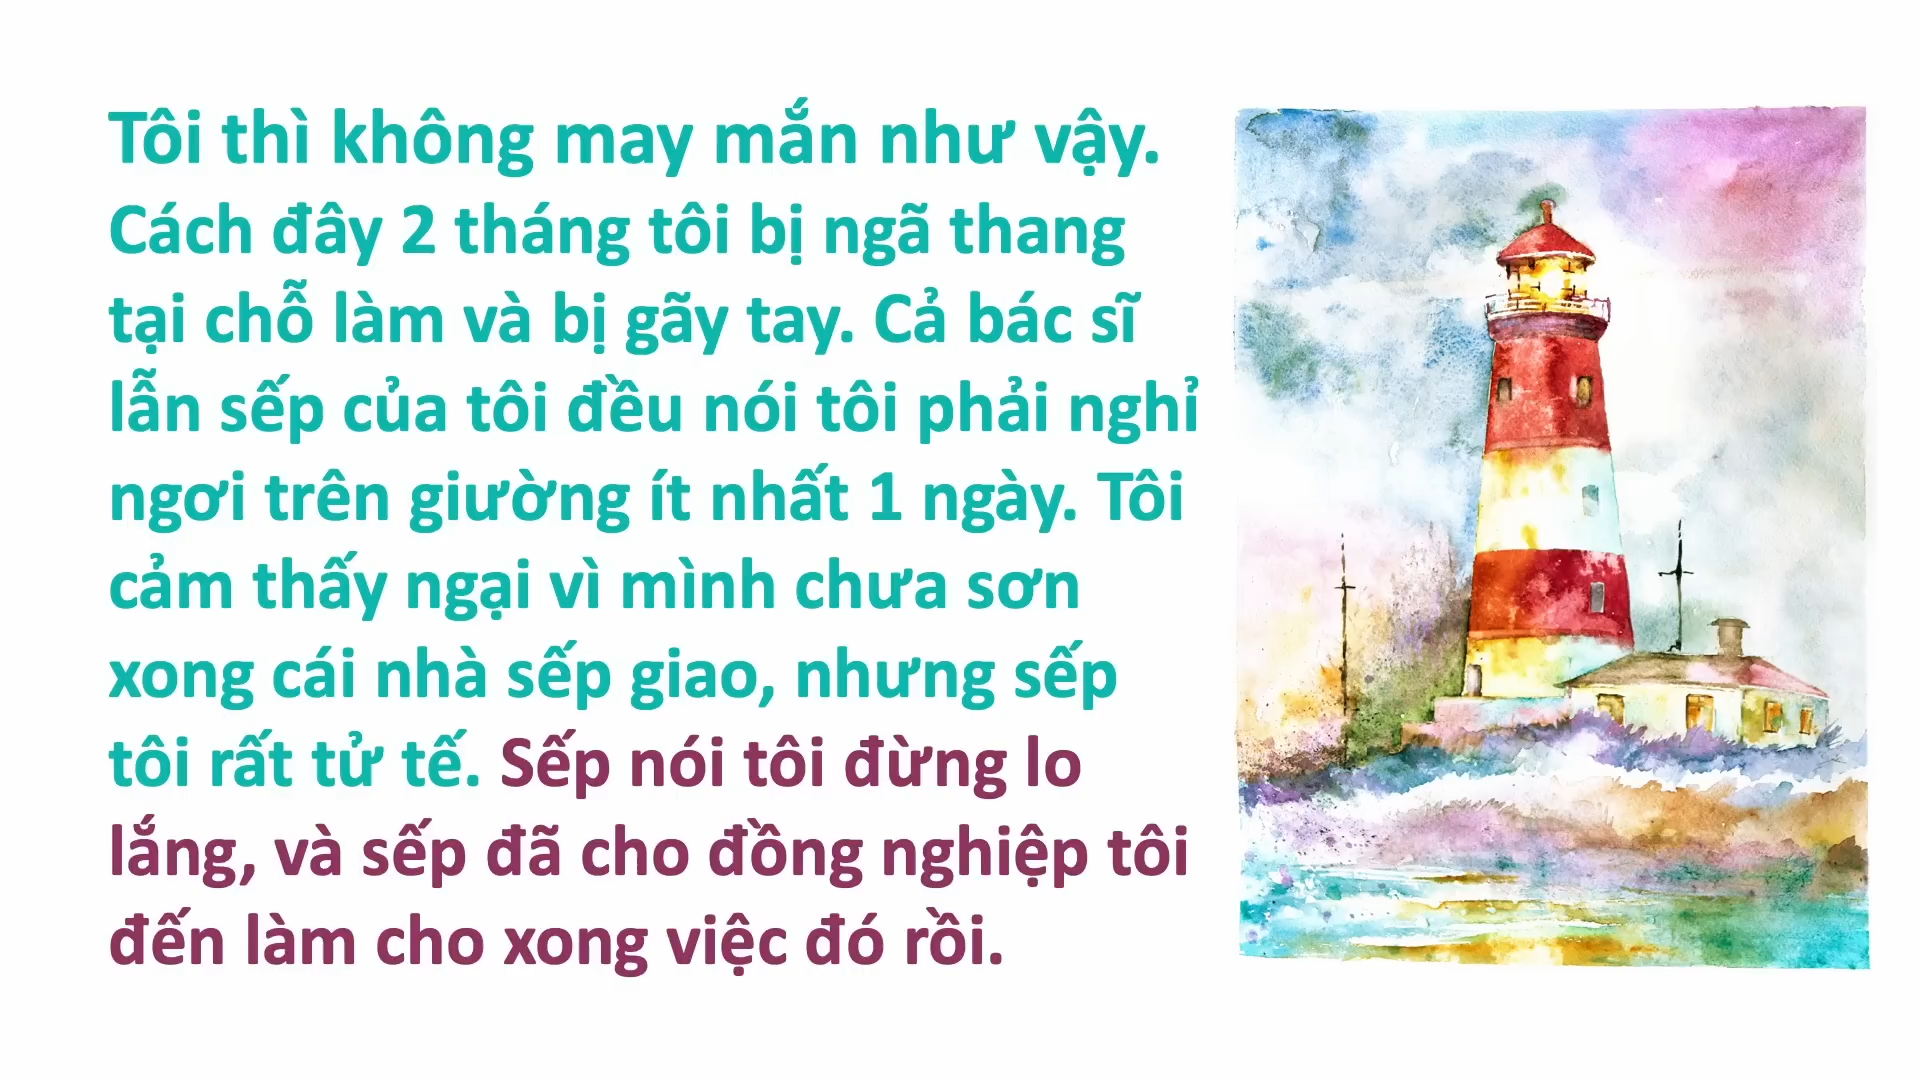 Tôi thì không may mắn như vậy.
Cách đây 2 tháng tôi bị ngã thang
tại chỗ làm và bị gãy tay. Cả bác sĩ
lẫn sếp của tôi đều nói tôi phải nghỉ
ngơi trên giường ít nhất 1 ngày. Tôi
cảm thấy ngại vì mình chưa sơn
xong cái nhà sếp giao, nhưng sếp
tôi rất tử tế. Sếp nói tôi đừng lo
lắng, và sếp đã cho đồng nghiệp tôi
đến làm cho xong việc đó rồi.